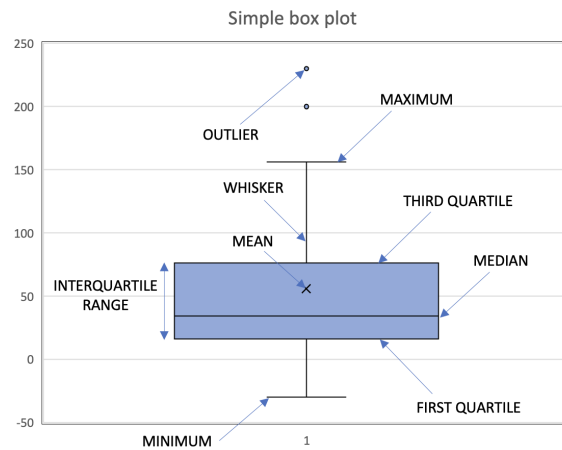 Simple box plot
250
200
150
100
50
0
-50
OUTLIER
MAXIMUM
WHISKER
MEAN
THIRD QUARTILE
MEDIAN
INTERQUARTILE
RANGE
FIRST QUARTILE
MINIMUM
1